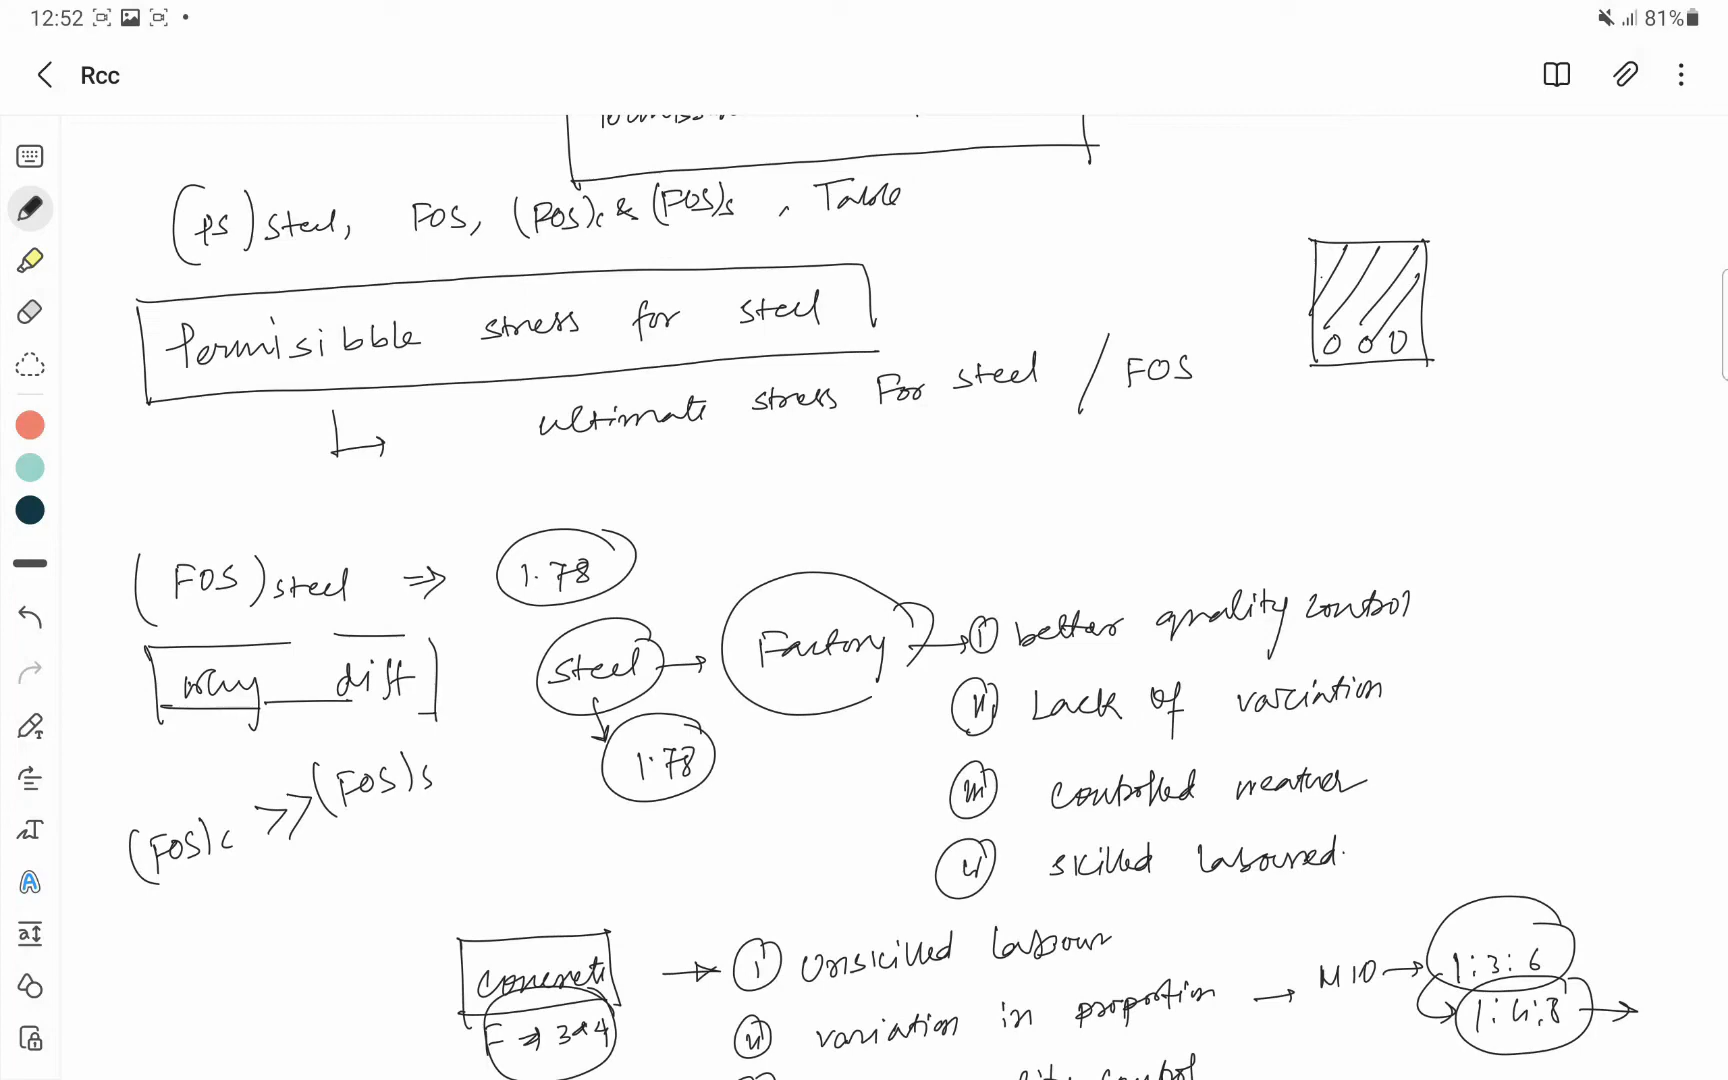 12:52
81%
Rcc
(ps) steel, FOS, (FOS)c & (FOS)s, Table
Permisibble stress for steel
ultimate stress For steel / FOS
(FOS) steel ⇒ 1.78
why diff
steel → Factory → (i) better quality control
(ii) Lack of variation
1.78
(iii) controlled weather
(FOS)c >> (FOS)s
(iv) skilled laboured.
concrete → (i) Unskilled labour
M10 → 1:3:6
F ⇒ 3*4
(ii) variation in proportion → 1:4:8 →
control